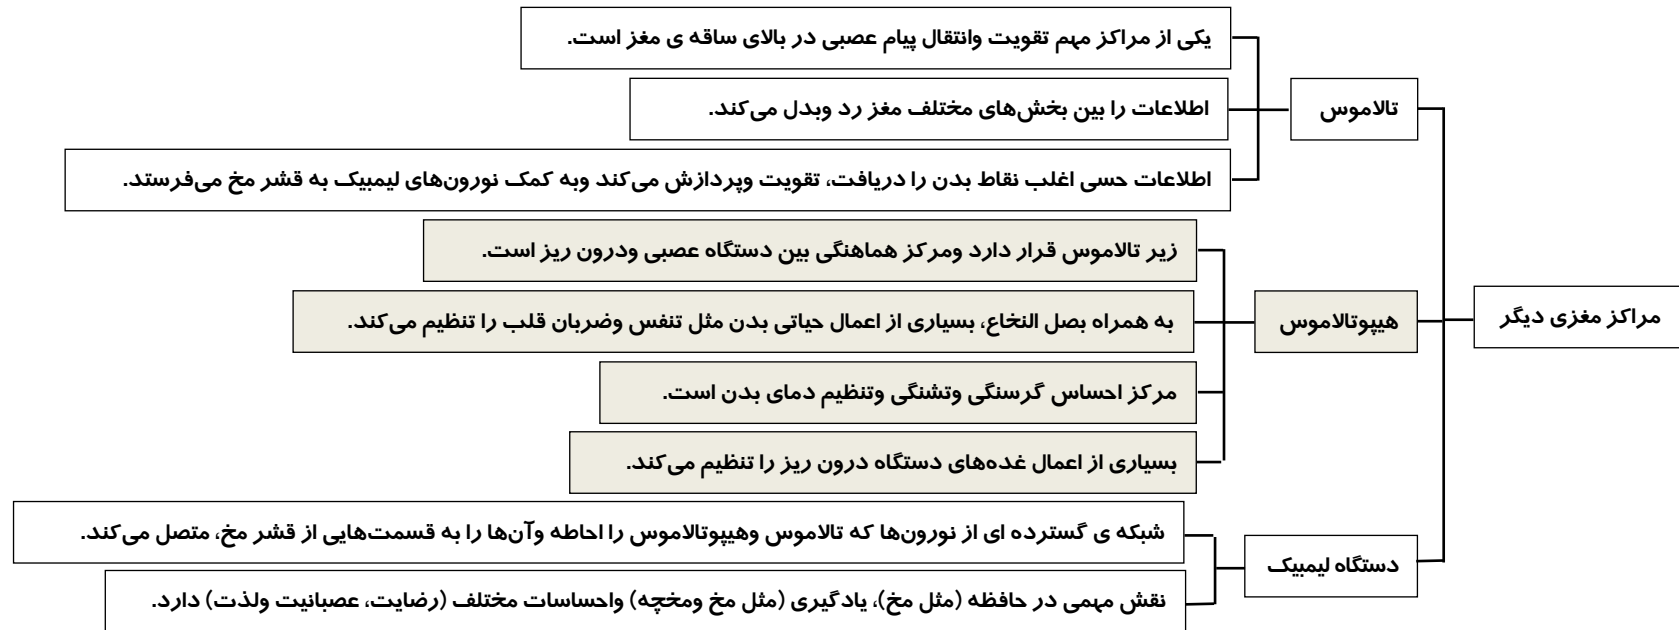 مراکز مغزی دیگر
تالاموس
یکی از مراکز مهم تقویت وانتقال پیام عصبی در بالای ساقه ی مغز است.
اطلاعات را بین بخش‌های مختلف مغز رد وبدل می‌کند.
اطلاعات حسی اغلب نقاط بدن را دریافت، تقویت وپردازش می‌کند وبه کمک نورون‌های لیمبیک به قشر مخ می‌فرستد.
هیپوتالاموس
زیر تالاموس قرار دارد ومرکز هماهنگی بین دستگاه عصبی ودرون ریز است.
به همراه بصل النخاع، بسیاری از اعمال حیاتی بدن مثل تنفس وضربان قلب را تنظیم می‌کند.
مرکز احساس گرسنگی وتشنگی وتنظیم دمای بدن است.
بسیاری از اعمال غده‌های دستگاه درون ریز را تنظیم می‌کند.
دستگاه لیمبیک
شبکه ی گسترده ای از نورون‌ها که تالاموس وهیپوتالاموس را احاطه وآن‌ها را به قسمت‌هایی از قشر مخ، متصل می‌کند.
نقش مهمی در حافظه (مثل مخ)، یادگیری (مثل مخ ومخچه) واحساسات مختلف (رضایت، عصبانیت ولذت) دارد.